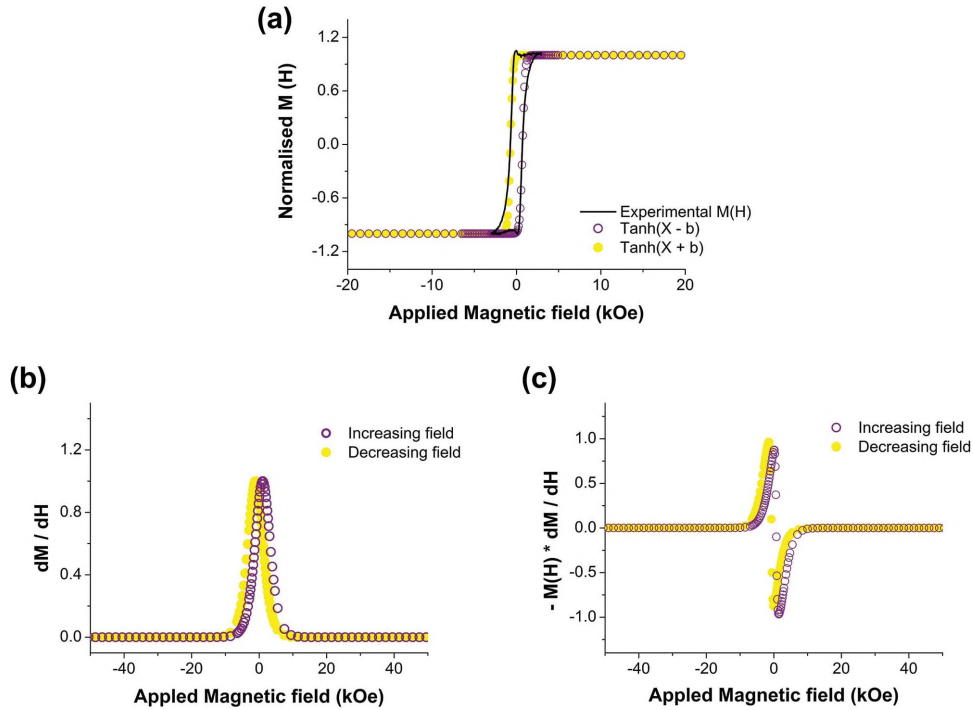 (a)
1.2
0.6
0.0
-0.6
-1.2
Normalised M (H)
Experimental M(H)
Tanh(X - b)
Tanh(X + b)
-20
-10
0
10
20
Applied Magnetic field (kOe)
(b)
1.2
0.8
0.4
0.0
dM / dH
Increasing field
Decreasing field
-40
-20
0
20
40
Appled Magnetic field (kOe)
(c)
1.0
0.5
0.0
-0.5
-1.0
- M(H) * dM / dH
Increasing field
Decreasing field
-40
-20
0
20
40
Appled Magnetic field (kOe)